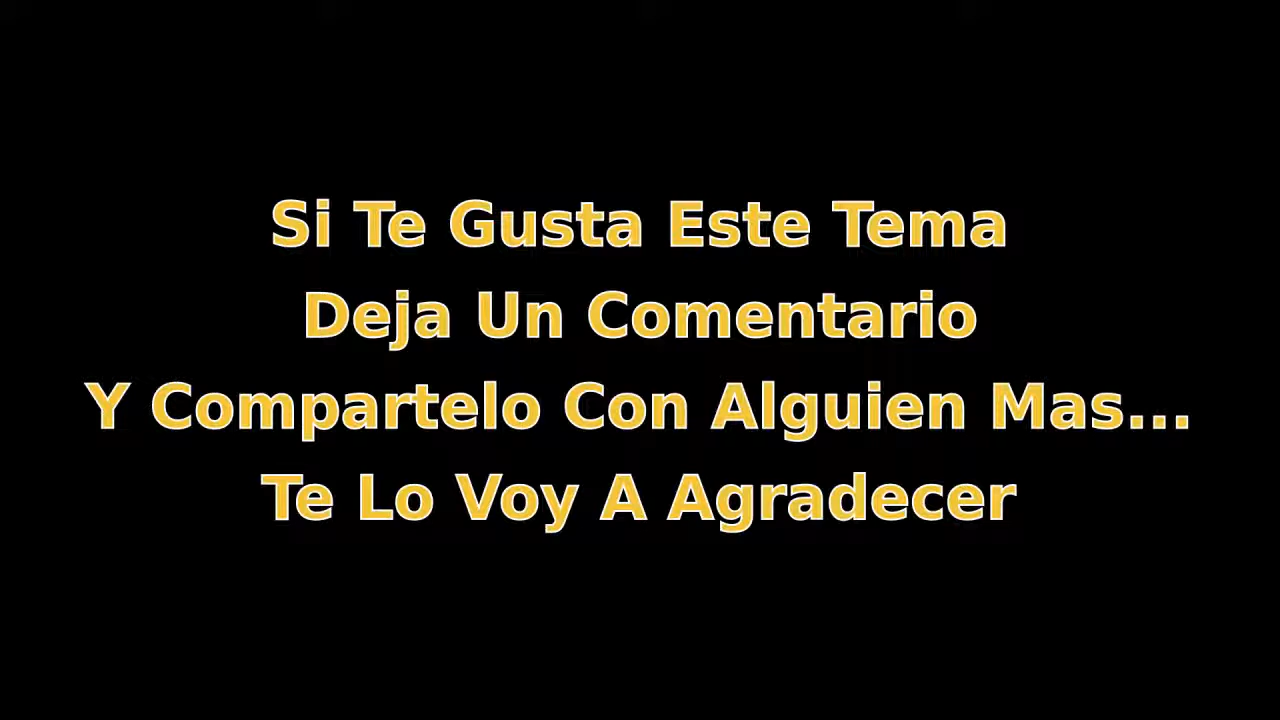 Si Te Gusta Este Tema
Deja Un Comentario
Y Compartelo Con Alguien Mas...
Te Lo Voy A Agradecer